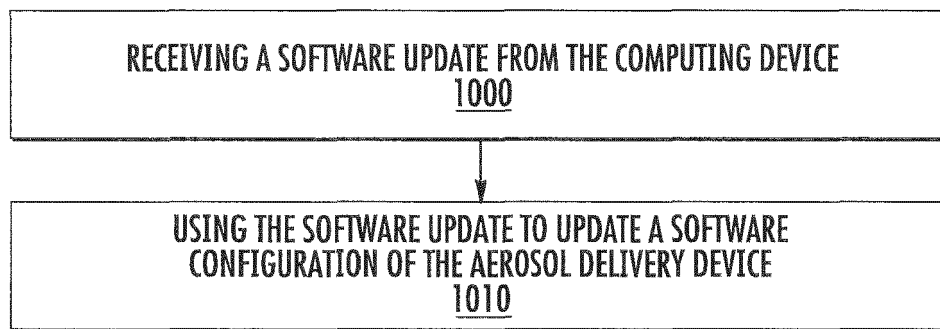 RECEIVING A SOFTWARE UPDATE FROM THE COMPUTING DEVICE
1000
USING THE SOFTWARE UPDATE TO UPDATE A SOFTWARE
CONFIGURATION OF THE AEROSOL DELIVERY DEVICE
1010